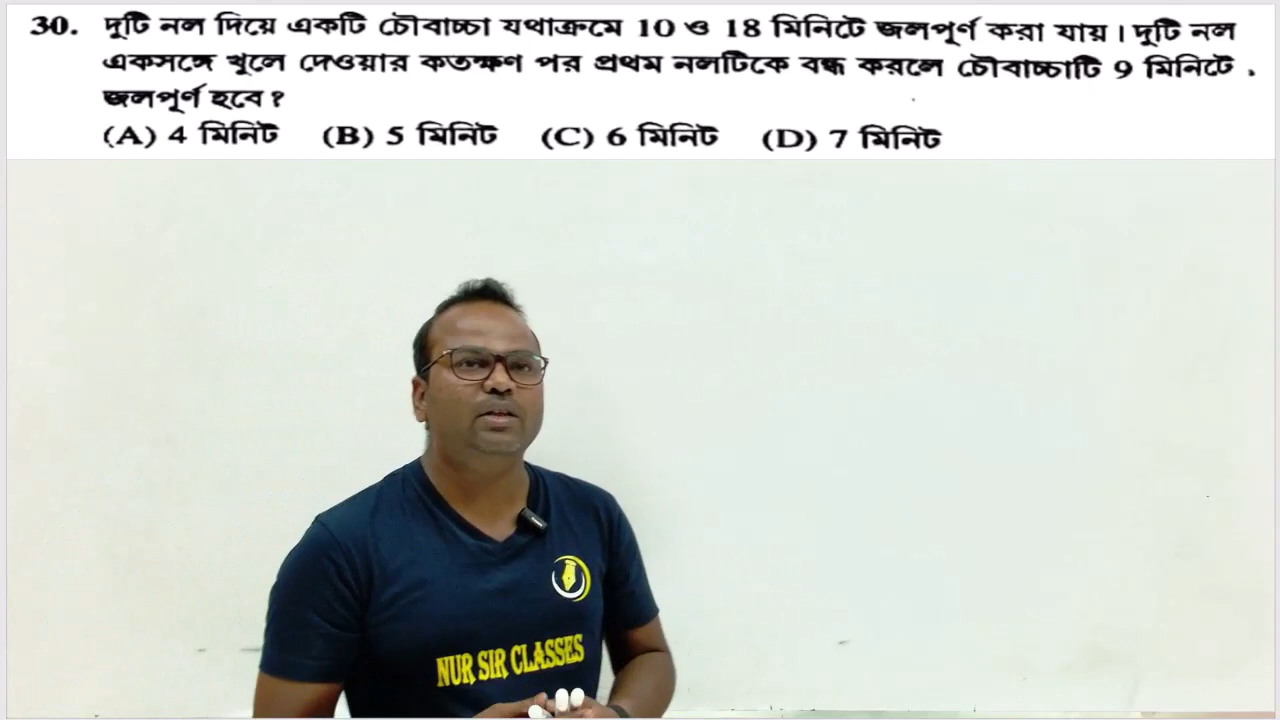 30. দুটি নল দিয়ে একটি চৌবাচ্চা যথাক্রমে 10 ও 18 মিনিটে জলপূর্ণ করা যায়। দুটি নল
একসঙ্গে খুলে দেওয়ার কতক্ষণ পর প্রথম নলটিকে বন্ধ করলে চৌবাচ্চাটি 9 মিনিটে .
জলপূর্ণ হবে?
(A) 4 মিনিট (B) 5 মিনিট (C) 6 মিনিট (D) 7 মিনিট
NUR SIR CLASSES